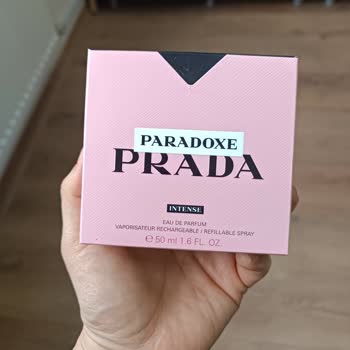 PARADOXE
PRADA
INTENSE
EAU DE PARFUM
VAPORISATEUR RECHARGEABLE / REFILLABLE SPRAY
℮ 50 ml 1.6 FL. OZ.